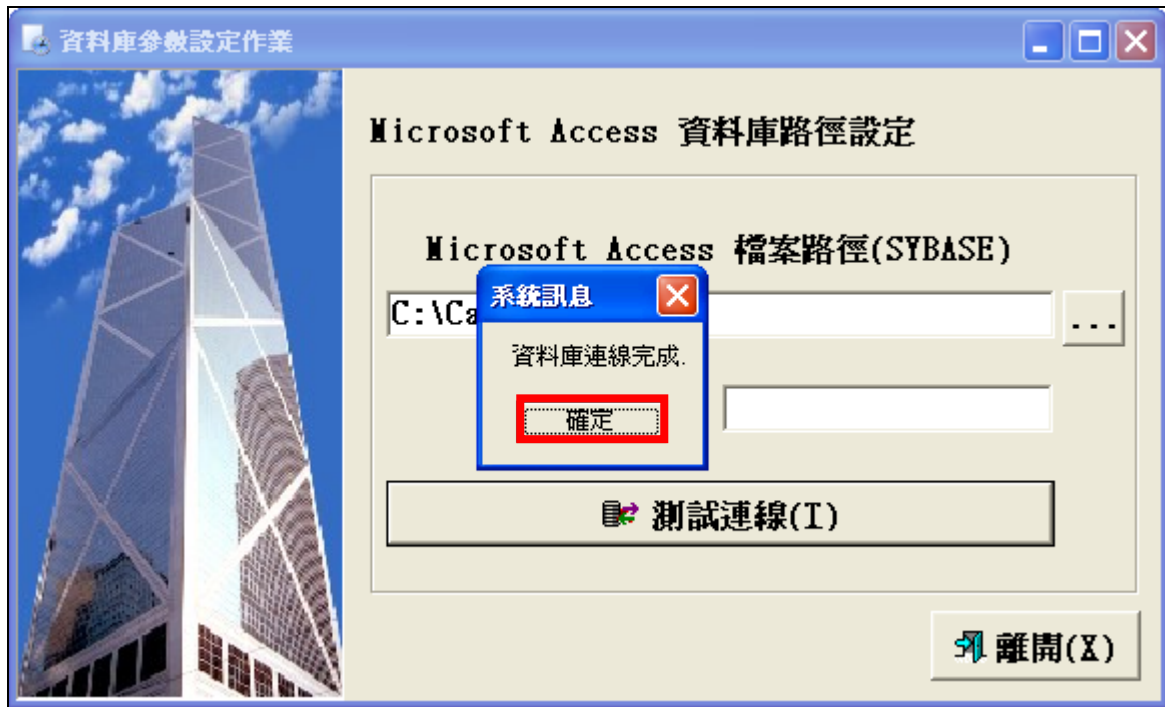 資料庫參數設定作業
Microsoft Access 資料庫路徑設定
Microsoft Access 檔案路徑(SYBASE)
C:\Ca
...
系統訊息
資料庫連線完成.
確定
測試連線(T)
離開(X)